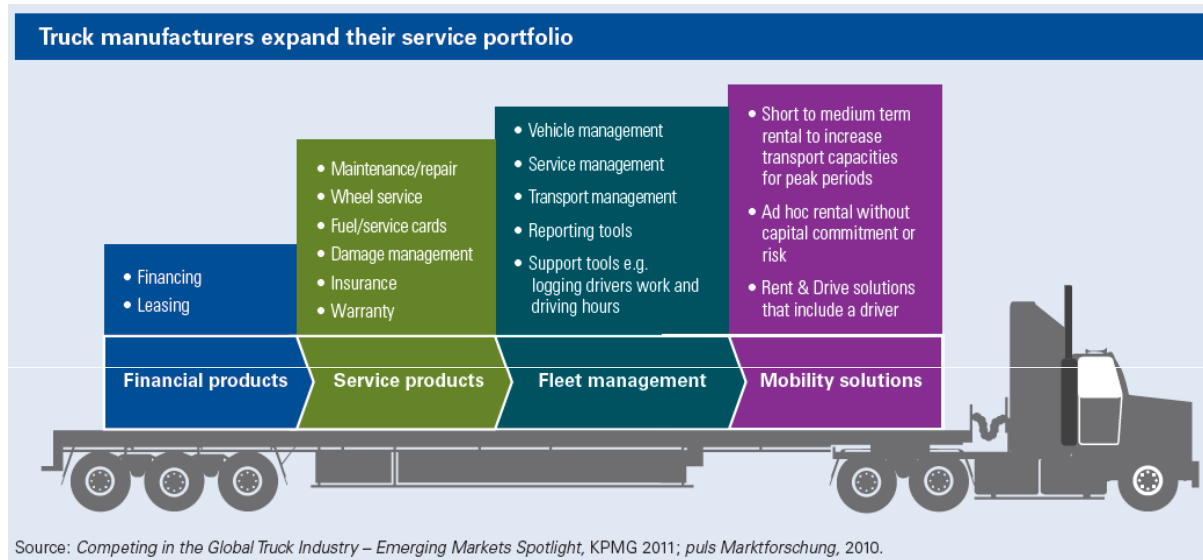 Truck manufacturers expand their service portfolio
• Financing
• Leasing
• Maintenance/repair
• Wheel service
• Fuel/service cards
• Damage management
• Insurance
• Warranty
• Vehicle management
• Service management
• Transport management
• Reporting tools
• Support tools e.g.
logging drivers work and
driving hours
• Short to medium term
rental to increase
transport capacities
for peak periods
• Ad hoc rental without
capital commitment or
risk
• Rent & Drive solutions
that include a driver
Financial products
Service products
Fleet management
Mobility solutions
Source: Competing in the Global Truck Industry – Emerging Markets Spotlight, KPMG 2011; puls Marktforschung, 2010.